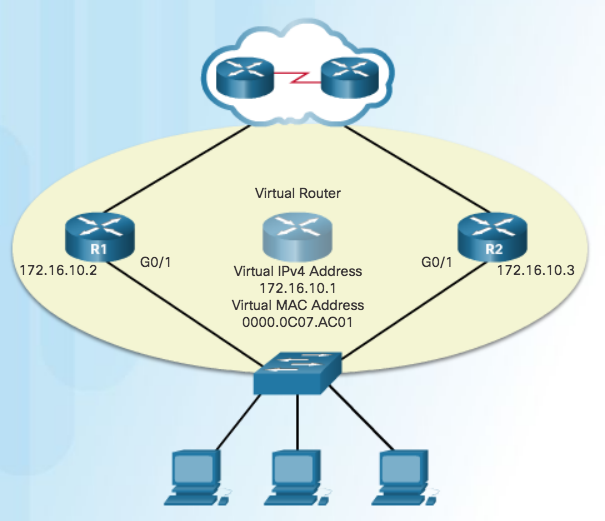 Virtual Router
R1
R2
G0/1
G0/1
172.16.10.2
172.16.10.3
Virtual IPv4 Address
172.16.10.1
Virtual MAC Address
0000.0C07.AC01